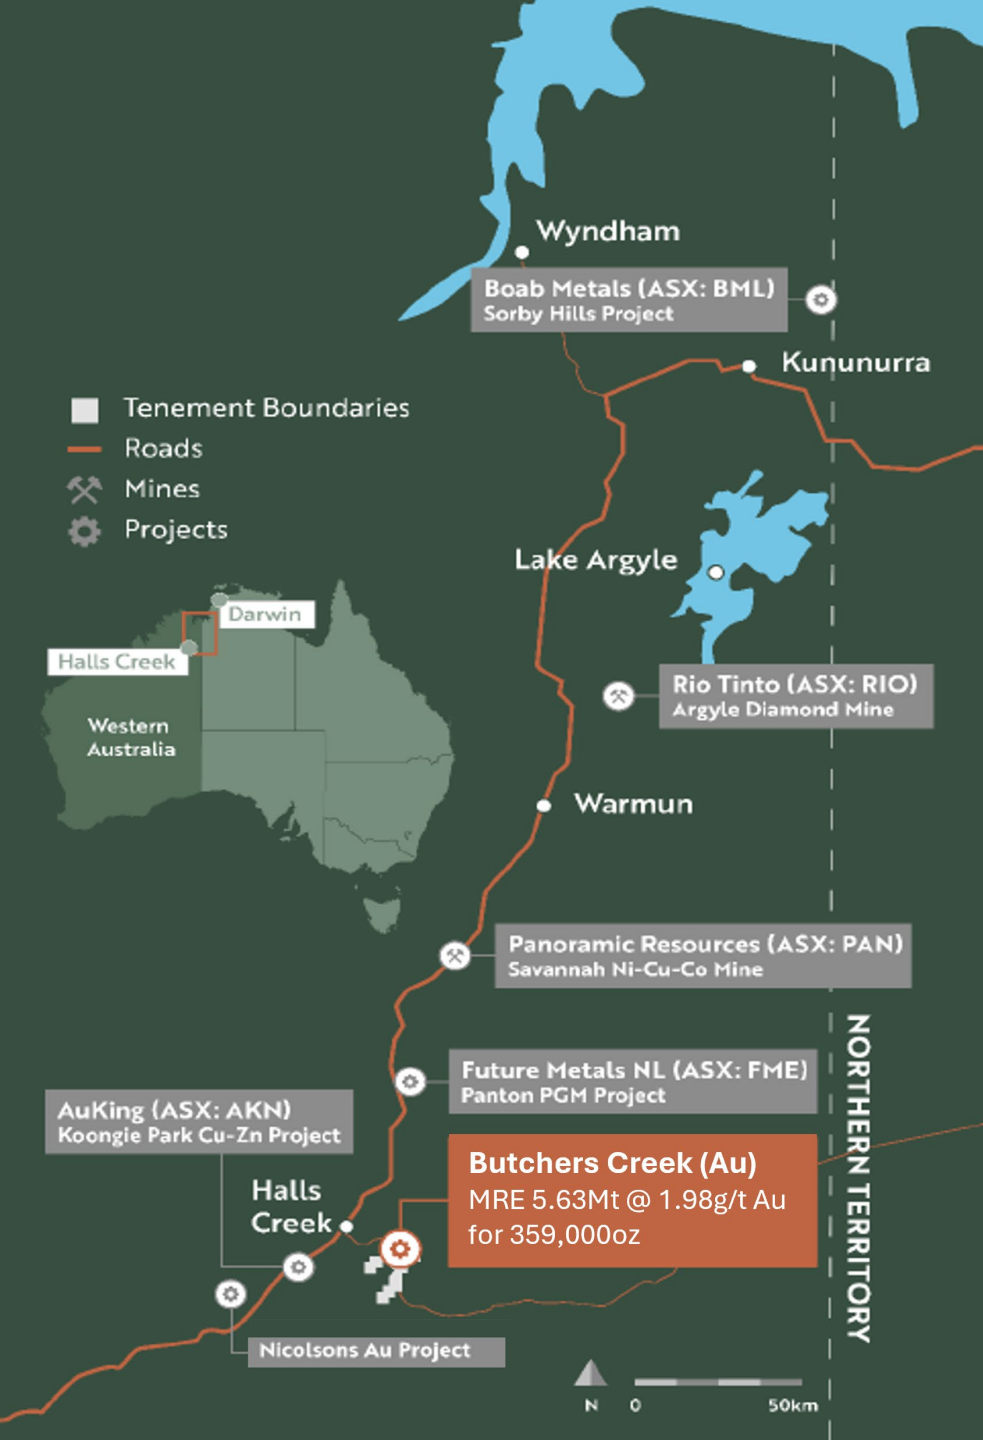 Wyndham
Boab Metals (ASX: BML)
Sorby Hills Project
Kununurra
Tenement Boundaries
Roads
Mines
Projects
Lake Argyle
Darwin
Halls Creek
Western
Australia
Rio Tinto (ASX: RIO)
Argyle Diamond Mine
Warmun
Panoramic Resources (ASX: PAN)
Savannah Ni-Cu-Co Mine
NORTHERN TERRITORY
Future Metals NL (ASX: FME)
Panton PGM Project
AuKing (ASX: AKN)
Koongie Park Cu-Zn Project
Butchers Creek (Au)
MRE 5.63Mt @ 1.98g/t Au
for 359,000oz
Halls
Creek
Nicolsons Au Project
N
0
50km